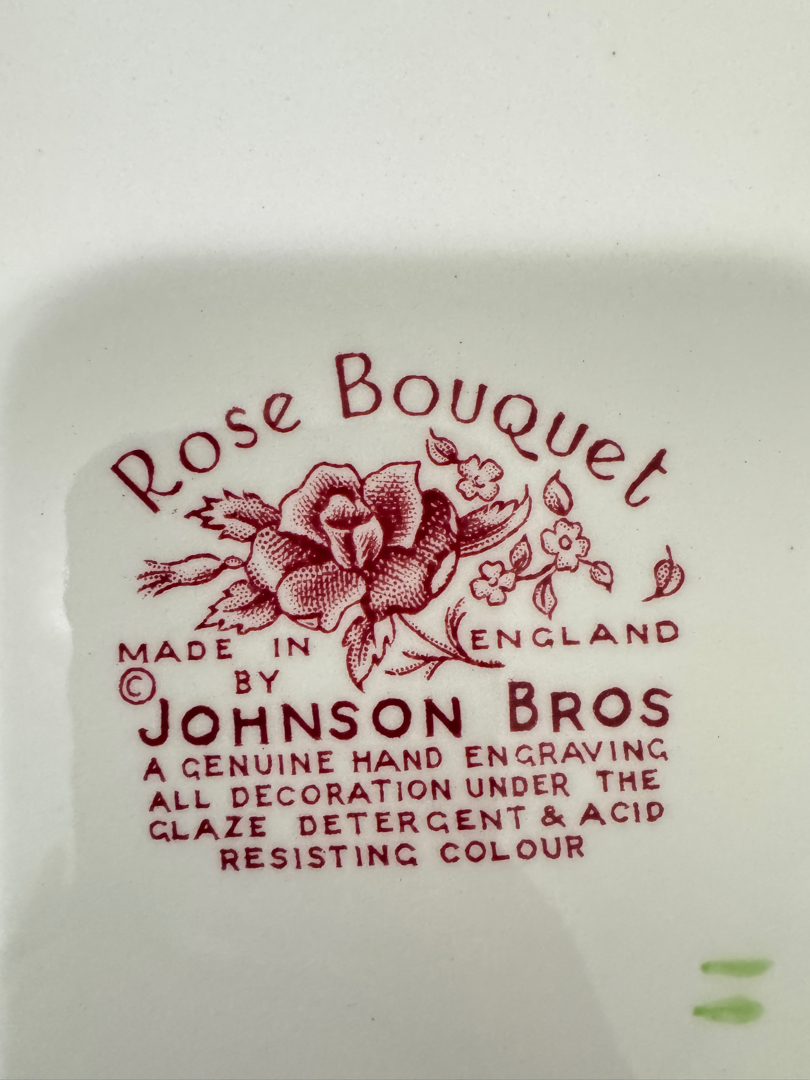 Rose Bouquet
MADE IN ENGLAND
© BY
JOHNSON BROS
A GENUINE HAND ENGRAVING
ALL DECORATION UNDER THE
GLAZE DETERGENT & ACID
RESISTING COLOUR